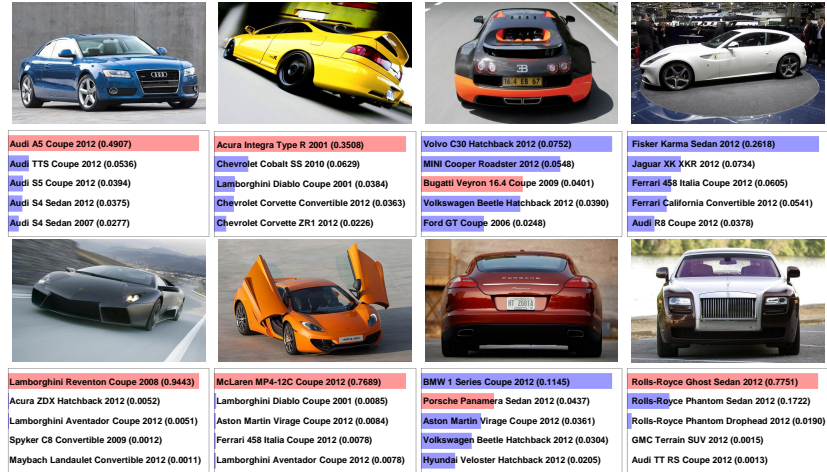 Audi A5 Coupe 2012 (0.4907)
Audi TTS Coupe 2012 (0.0536)
Audi S5 Coupe 2012 (0.0394)
Audi S4 Sedan 2012 (0.0375)
Audi S4 Sedan 2007 (0.0277)
Acura Integra Type R 2001 (0.3508)
Chevrolet Cobalt SS 2010 (0.0629)
Lamborghini Diablo Coupe 2001 (0.0384)
Chevrolet Corvette Convertible 2012 (0.0363)
Chevrolet Corvette ZR1 2012 (0.0226)
16.4 EB 67
Volvo C30 Hatchback 2012 (0.0752)
MINI Cooper Roadster 2012 (0.0548)
Bugatti Veyron 16.4 Coupe 2009 (0.0401)
Volkswagen Beetle Hatchback 2012 (0.0390)
Ford GT Coupe 2006 (0.0248)
Fisker Karma Sedan 2012 (0.2618)
Jaguar XK XKR 2012 (0.0734)
Ferrari 458 Italia Coupe 2012 (0.0605)
Ferrari California Convertible 2012 (0.0541)
Audi R8 Coupe 2012 (0.0378)
Lamborghini Reventon Coupe 2008 (0.9443)
Acura ZDX Hatchback 2012 (0.0052)
Lamborghini Aventador Coupe 2012 (0.0051)
Spyker C8 Convertible 2009 (0.0012)
Maybach Landaulet Convertible 2012 (0.0011)
McLaren MP4-12C Coupe 2012 (0.7689)
Lamborghini Diablo Coupe 2001 (0.0085)
Aston Martin Virage Coupe 2012 (0.0084)
Ferrari 458 Italia Coupe 2012 (0.0078)
Lamborghini Aventador Coupe 2012 (0.0078)
PORSCHE
BMW 1 Series Coupe 2012 (0.1145)
Porsche Panamera Sedan 2012 (0.0437)
Aston Martin Virage Coupe 2012 (0.0361)
Volkswagen Beetle Hatchback 2012 (0.0304)
Hyundai Veloster Hatchback 2012 (0.0205)
Rolls-Royce Ghost Sedan 2012 (0.7751)
Rolls-Royce Phantom Sedan 2012 (0.1722)
Rolls-Royce Phantom Drophead 2012 (0.0190)
GMC Terrain SUV 2012 (0.0015)
Audi TT RS Coupe 2012 (0.0013)